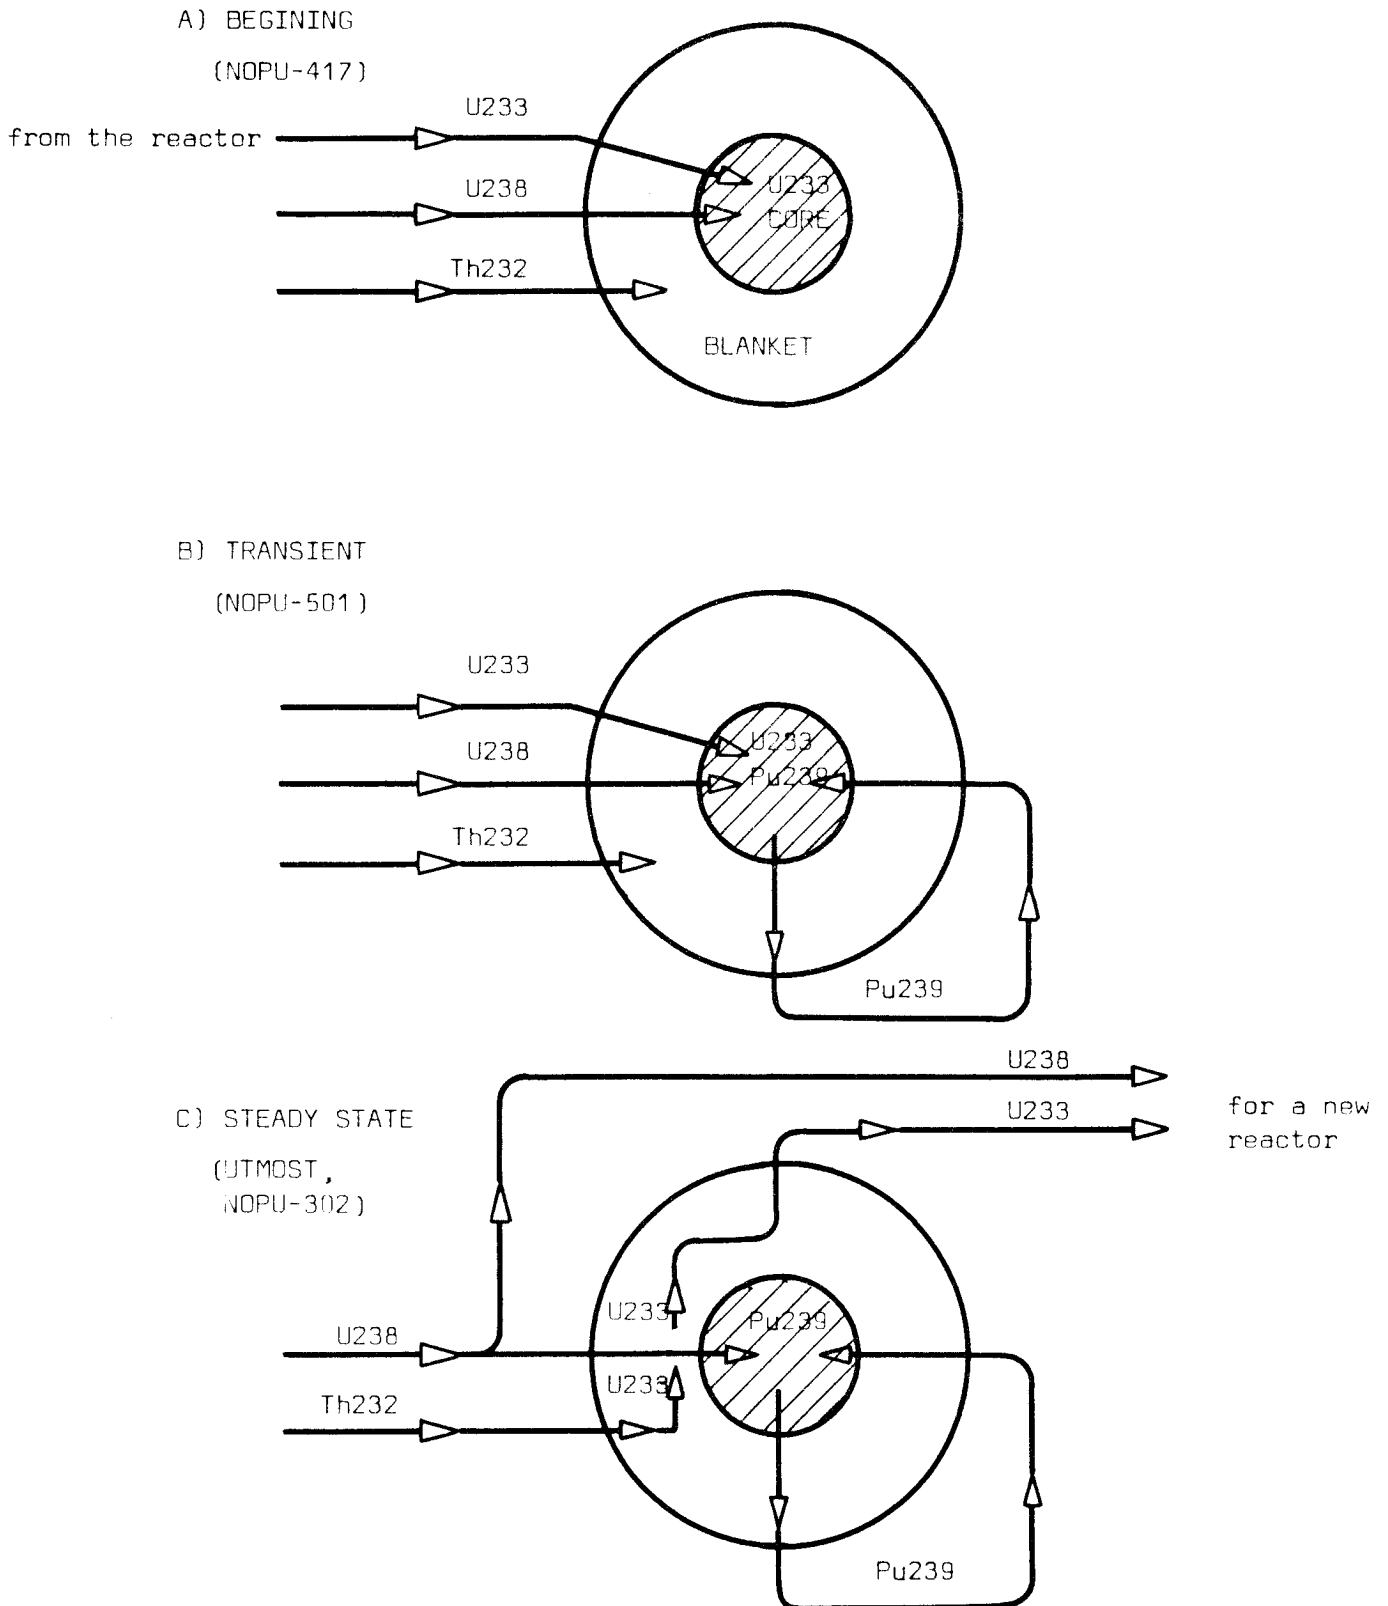 A) BEGINING
(NOPU-417)
U233
from the reactor
U238
U233
CORE
Th232
BLANKET
B) TRANSIENT
(NOPU-501)
U233
U233
U238
Pu239
Th232
Pu239
U238
C) STEADY STATE
U233
for a new
reactor
(UTMOST,
NOPU-302)
U233
Pu239
U238
U233
Th232
Pu239